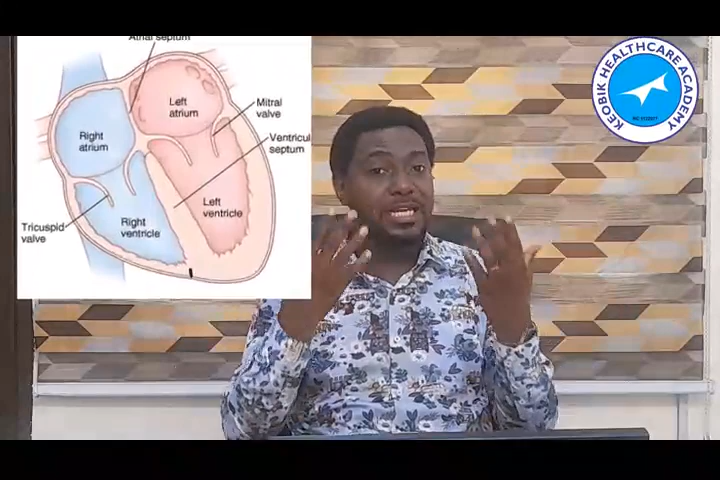 Atrial septum
Left
atrium
Mitral
valve
Right
atrium
Ventricul
septum
Left
ventricle
Tricuspid
valve
Right
ventricle
KEOBIK HEALTHCARE ACADEMY